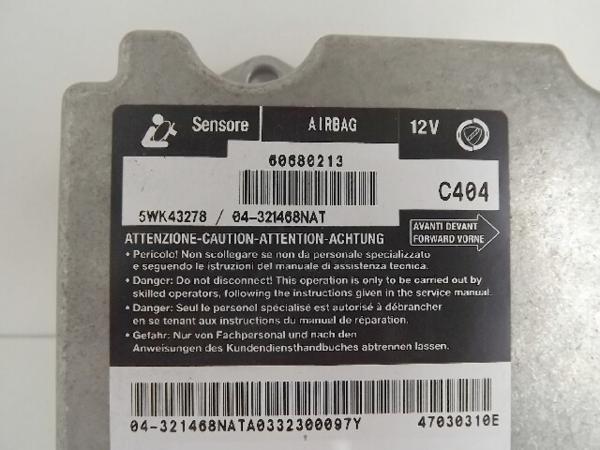 Sensore AIRBAG 12V
60680213
C404
5WK43278 / 04-321468NAT
AVANTI DEVANT
FORWARD VORNE
ATTENZIONE-CAUTION-ATTENTION-ACHTUNG
• Pericolo! Non scollegare se non da personale specializzato
e seguendo le istruzioni del manuale di assistenza tecnica.
• Danger: Do not disconnect! This operation is only to be carried out by
skilled operators, following the instructions given in the service manual.
• Danger: Seul le personel spécialisé est autorisé à débrancher
en se tenant aux instructions du manuel de réparation.
• Gefahr: Nur von Fachpersonal und nach den
Anweisungen des Kundendiensthandbuches abtrennen lassen.
04-321468NATA0332300097Y 47030310E